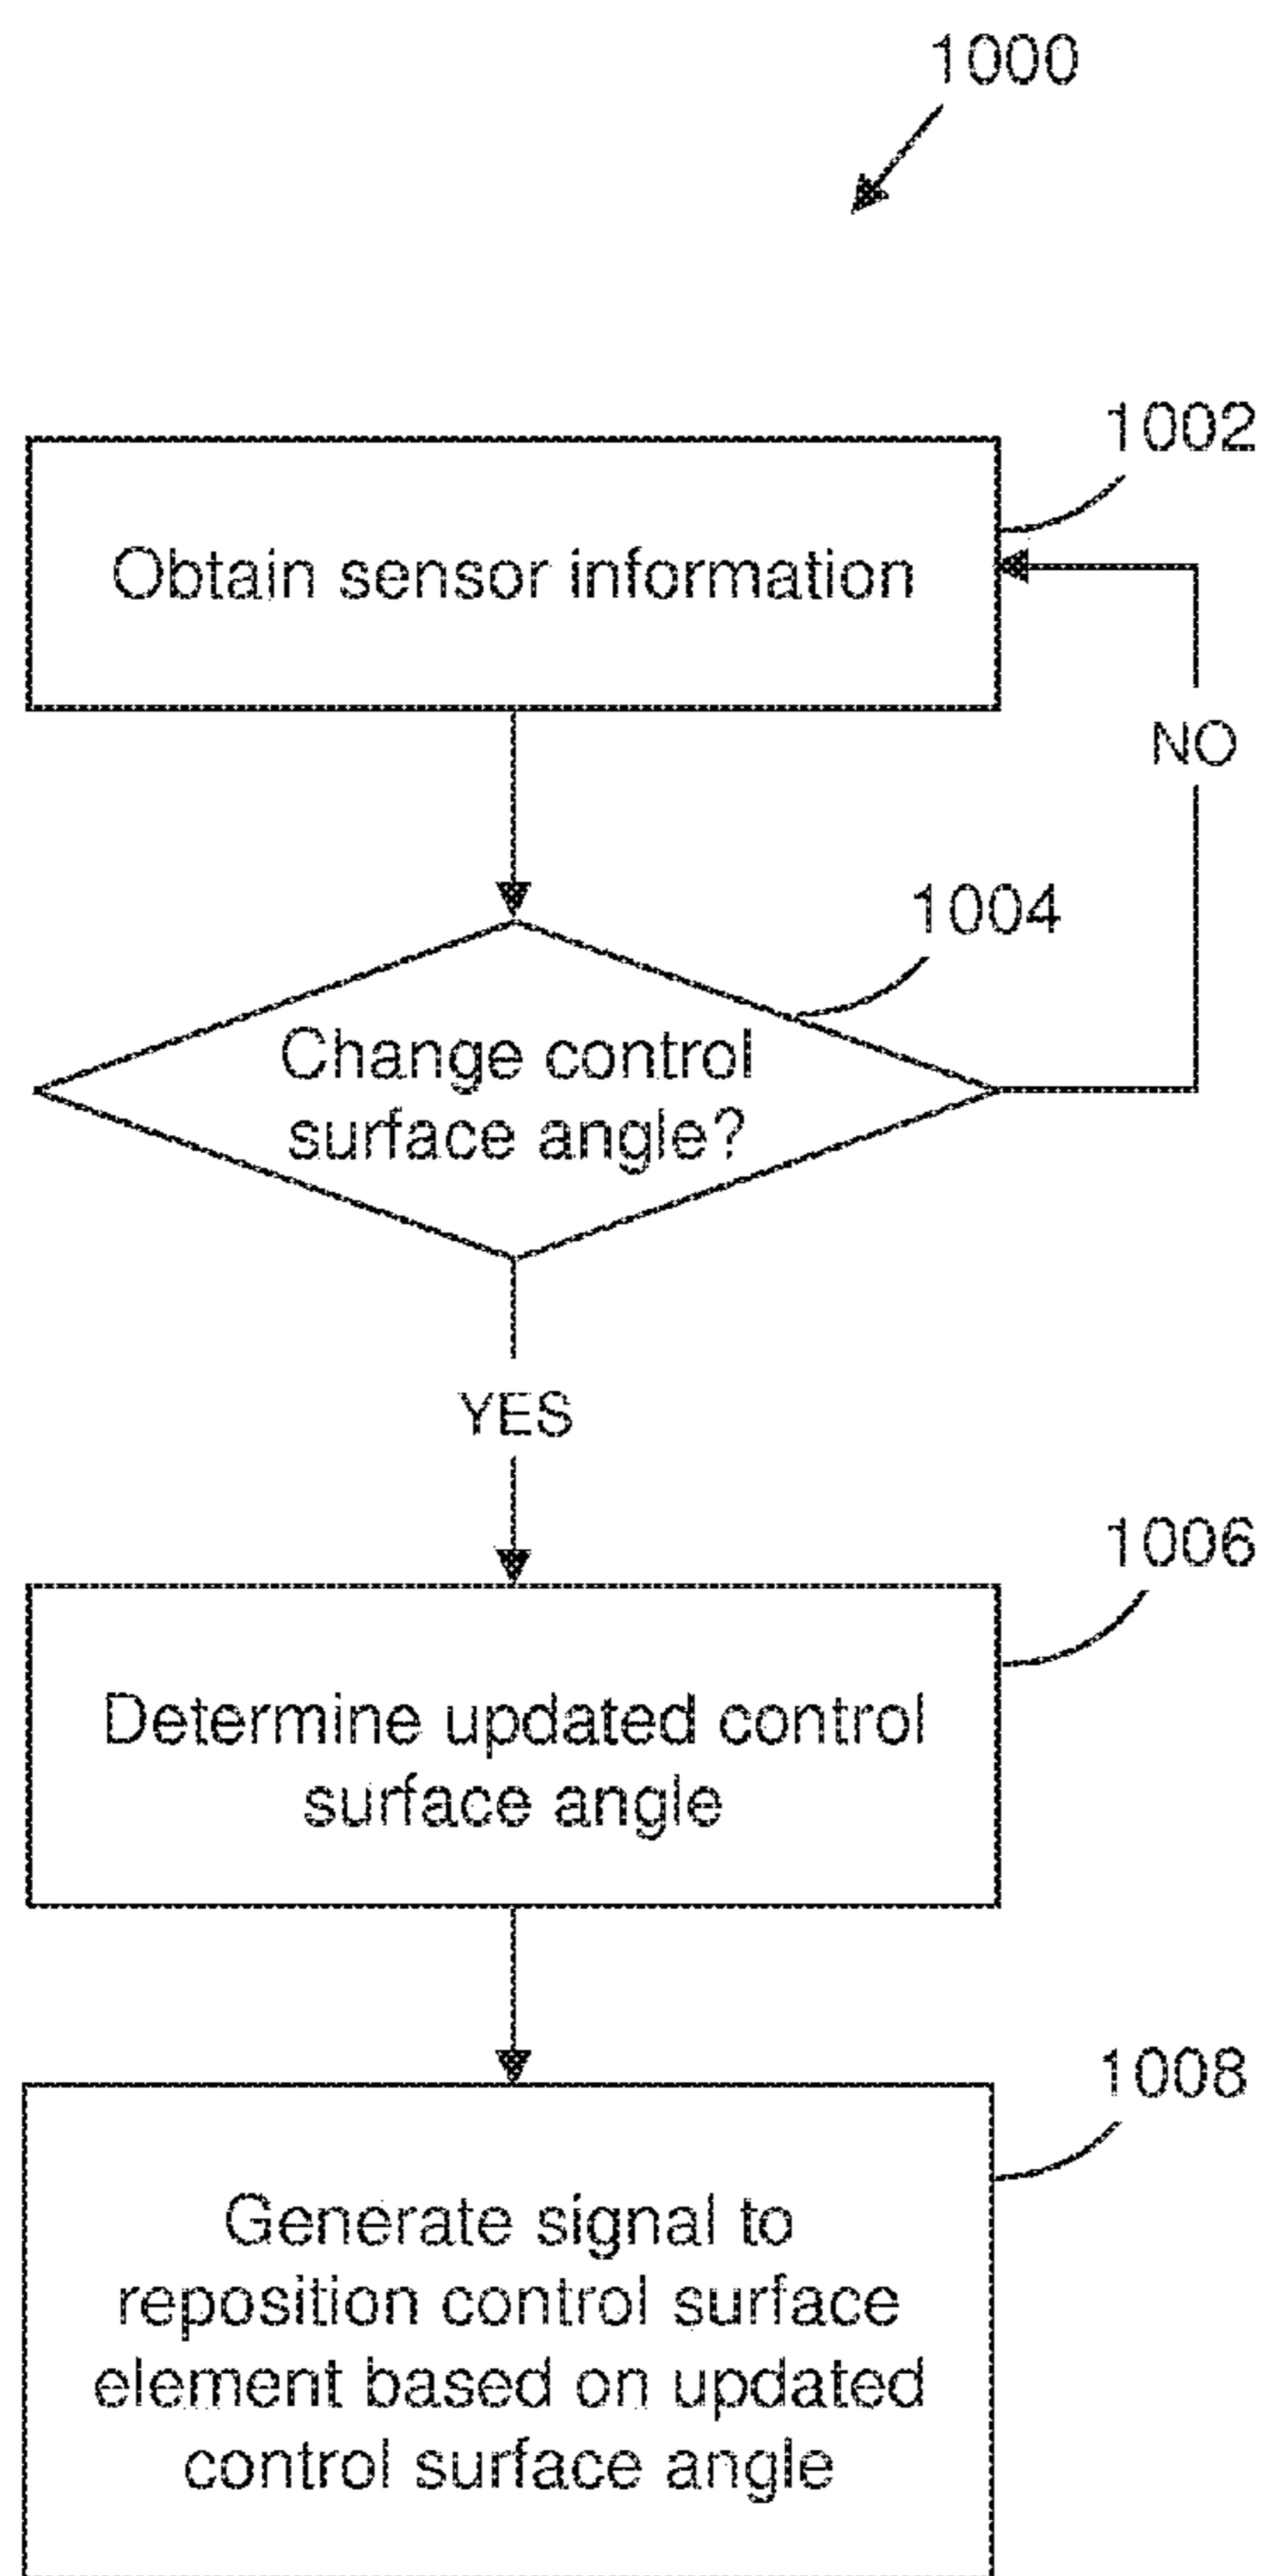 1000
1002
Obtain sensor information
NO
1004
Change control
surface angle?
YES
1006
Determine updated control
surface angle
1008
Generate signal to
reposition control surface
element based on updated
control surface angle